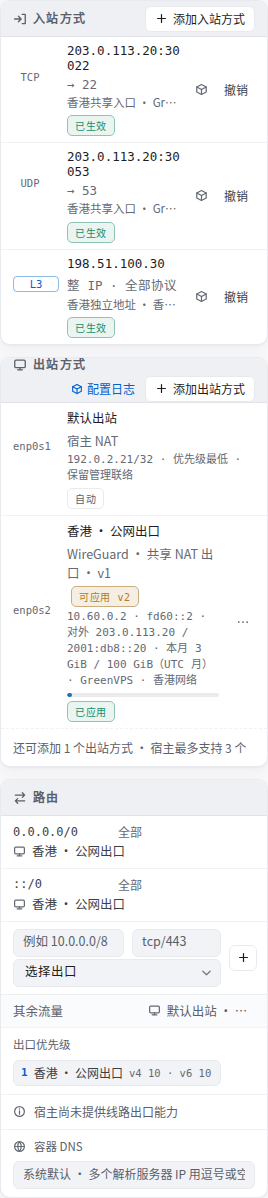 入站方式
+ 添加入站方式
TCP
203.0.113.20:30
022
→ 22
香港共享入口 · Gr…
已生效
撤销
UDP
203.0.113.20:30
053
→ 53
香港共享入口 · Gr…
已生效
撤销
L3
198.51.100.30
整 IP · 全部协议
香港独立地址 · 香…
已生效
撤销
出站方式
配置日志
+ 添加出站方式
enp0s1
默认出站
宿主 NAT
192.0.2.21/32 · 优先级最低 ·
保留管理联络
自动
enp0s2
香港 · 公网出口
WireGuard · 共享 NAT 出
口 · v1
可应用 v2
10.60.0.2 · fd60::2 ·
对外 203.0.113.20 /
2001:db8::20 · 本月 3
GiB / 100 GiB (UTC 月)
· GreenVPS · 香港网络
已应用
…
还可添加 1 个出站方式 · 宿主最多支持 3 个
路由
0.0.0.0/0 全部
香港 · 公网出口
::/0 全部
香港 · 公网出口
例如 10.0.0.0/8 tcp/443
选择出口
+
其余流量 默认出站 · …
出口优先级
1 香港 · 公网出口 v4 10 · v6 10
宿主尚未提供线路出口能力
容器 DNS
系统默认 · 多个解析服务器 IP 用逗号或空